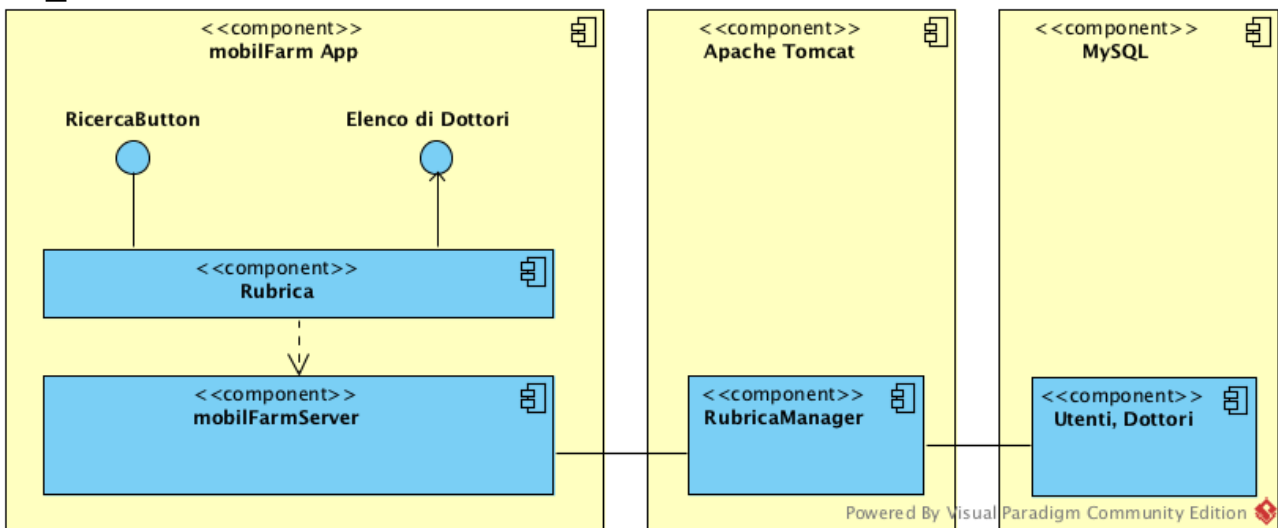 <<component>>
mobilFarm App
RicercaButton
Elenco di Dottori
<<component>>
Rubrica
<<component>>
mobilFarmServer
<<component>>
Apache Tomcat
<<component>>
RubricaManager
<<component>>
MySQL
<<component>>
Utenti, Dottori
Powered By Visual Paradigm Community Edition